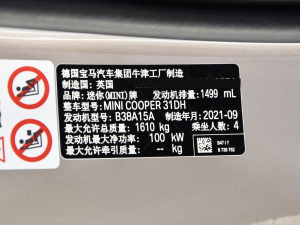 德国宝马汽车集团牛津工厂制造
制造国：英国
品牌：迷你(MINI)牌 发动机排量：1499 mL
整车型号：MINI COOPER 31DH
发动机型号：B38A15A 制造年月：2021-09
最大允许总质量：1610 kg 乘坐人数：4
发动机最大净功率：100 kW
最大允许牵引质量：- kg